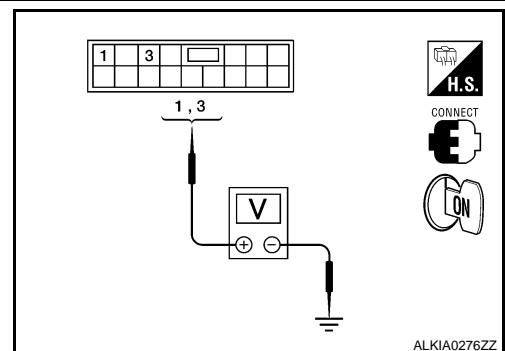 1 3
H.S.
1 , 3
CONNECT
ON
V
+ −
ALKIA0276ZZ